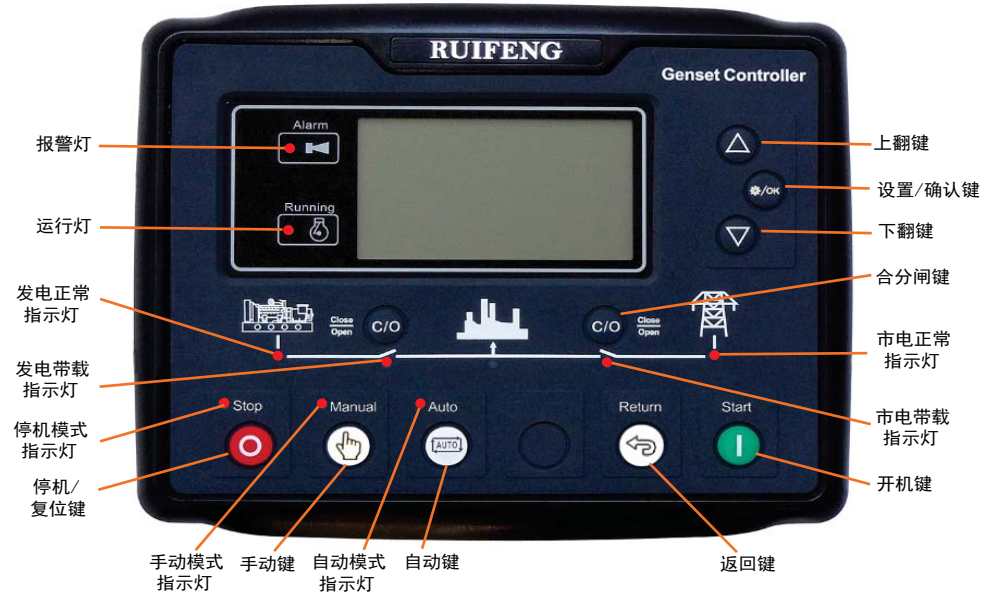 RUIFENG
Genset Controller
Alarm
报警灯
上翻键
/OK
设置/确认键
Running
运行灯
下翻键
合分闸键
发电正常
指示灯
Close
Open
C/O
C/O
Close
Open
市电正常
指示灯
发电带载
指示灯
市电带载
指示灯
Stop
Manual
Auto
Return
Start
停机模式
指示灯
AUTO
开机键
停机/
复位键
手动模式
指示灯
手动键
自动模式
指示灯
自动键
返回键